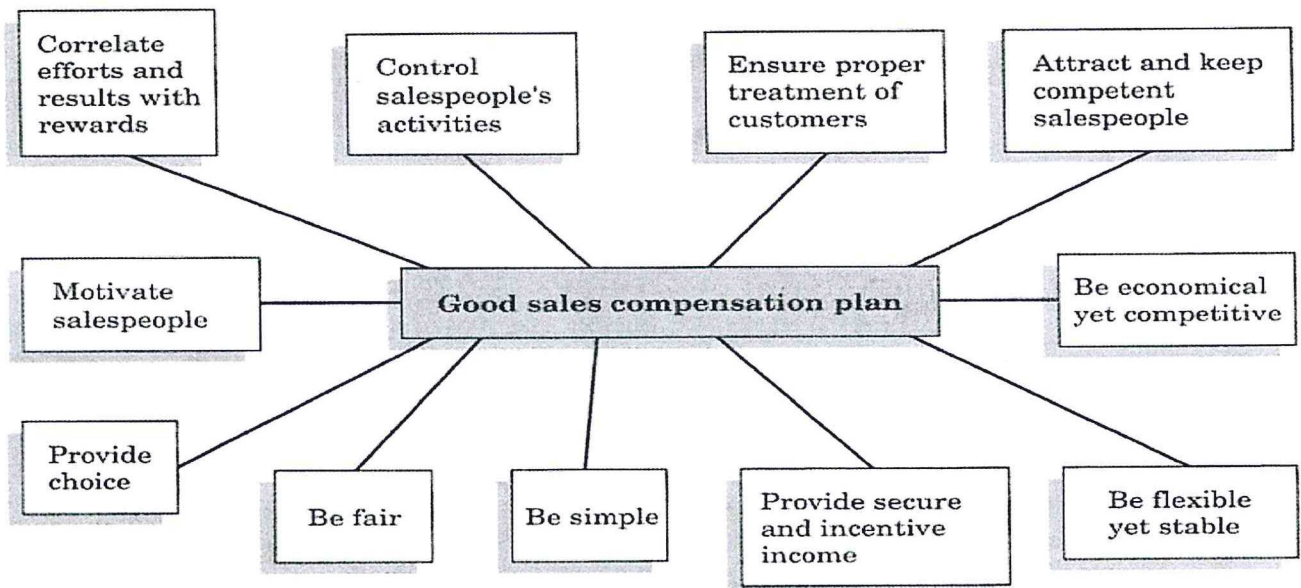 Correlate
efforts and
results with
rewards
Control
salespeople's
activities
Ensure proper
treatment of
customers
Attract and keep
competent
salespeople
Motivate
salespeople
Good sales compensation plan
Be economical
yet competitive
Provide
choice
Be fair
Be simple
Provide secure
and incentive
income
Be flexible
yet stable